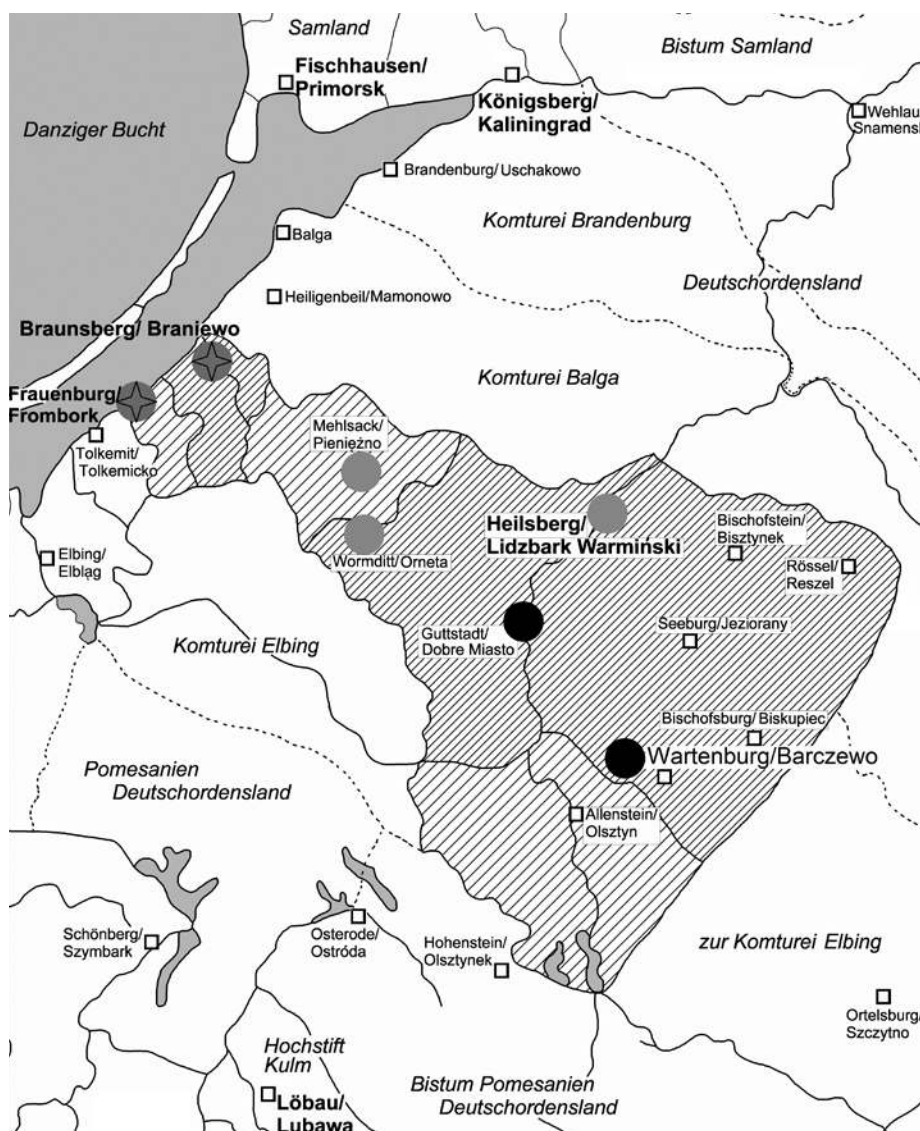 Samland
Bistum Samland
Fischhausen/
Primorsk
Königsberg/
Kaliningrad
Wehlau
Snamensk
Danziger Bucht
Brandenburg/Uschakowo
Komturei Brandenburg
Balga
Deutschordensland
Heiligenbeil/Mamonowo
Braunsberg/ Braniewo
Komturei Balga
Frauenburg/
Frombork
Mehlsack/
Pieniężno
Tolkemit/
Tolkemicko
Heilsberg/
Lidzbark Warmiński
Bischofstein/
Bisztynek
Wormditt/Orneta
Elbing/
Elbląg
Rössel/
Reszel
Guttstadt/
Dobre Miasto
Seeburg/Jeziorany
Komturei Elbing
Bischofsburg/Biskupiec
Wartenburg/Barczewo
Pomesanien
Deutschordensland
Allenstein/
Olsztyn
Schönberg/
Szymbark
Osterode/
Ostróda
Hohenstein/
Olsztynek
zur Komturei Elbing
Ortelsburg/
Szczytno
Hochstift
Kulm
Bistum Pomesanien
Deutschordensland
Löbau/
Lubawa